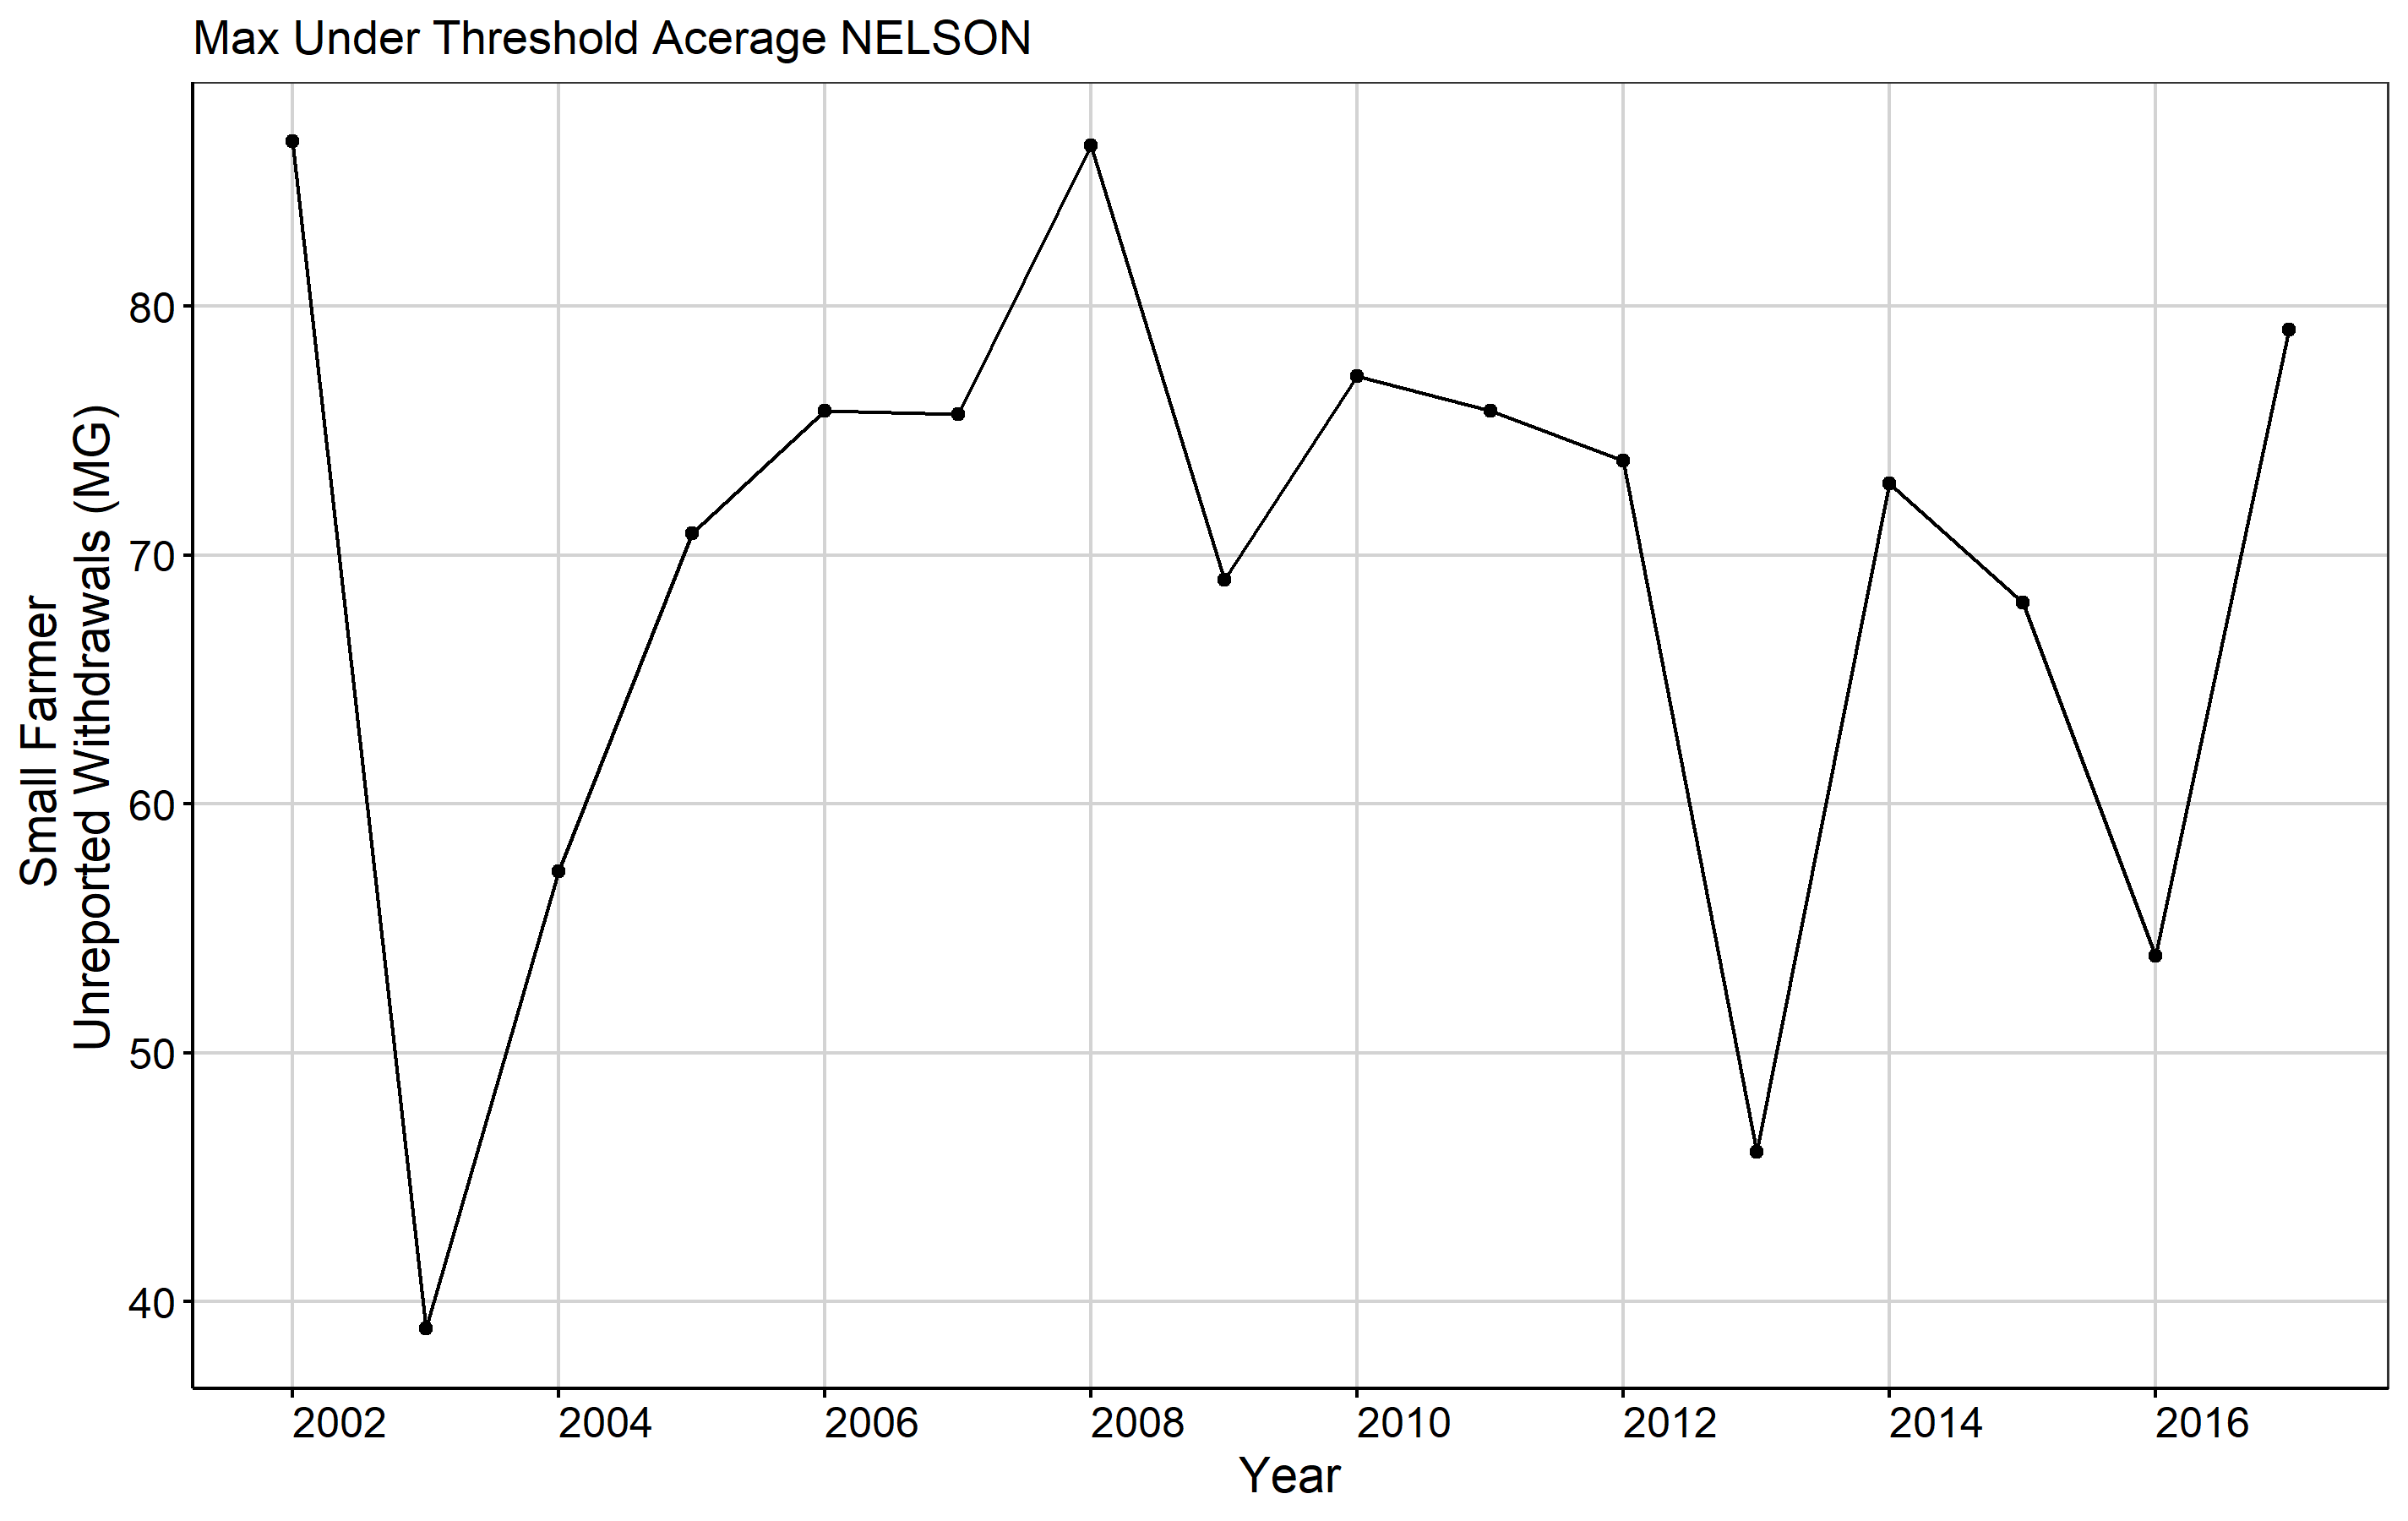 Max Under Threshold Acerage NELSON
Small Farmer
Unreported Withdrawals (MG)
80
70
60
50
40
2002 2004 2006 2008 2010 2012 2014 2016
Year